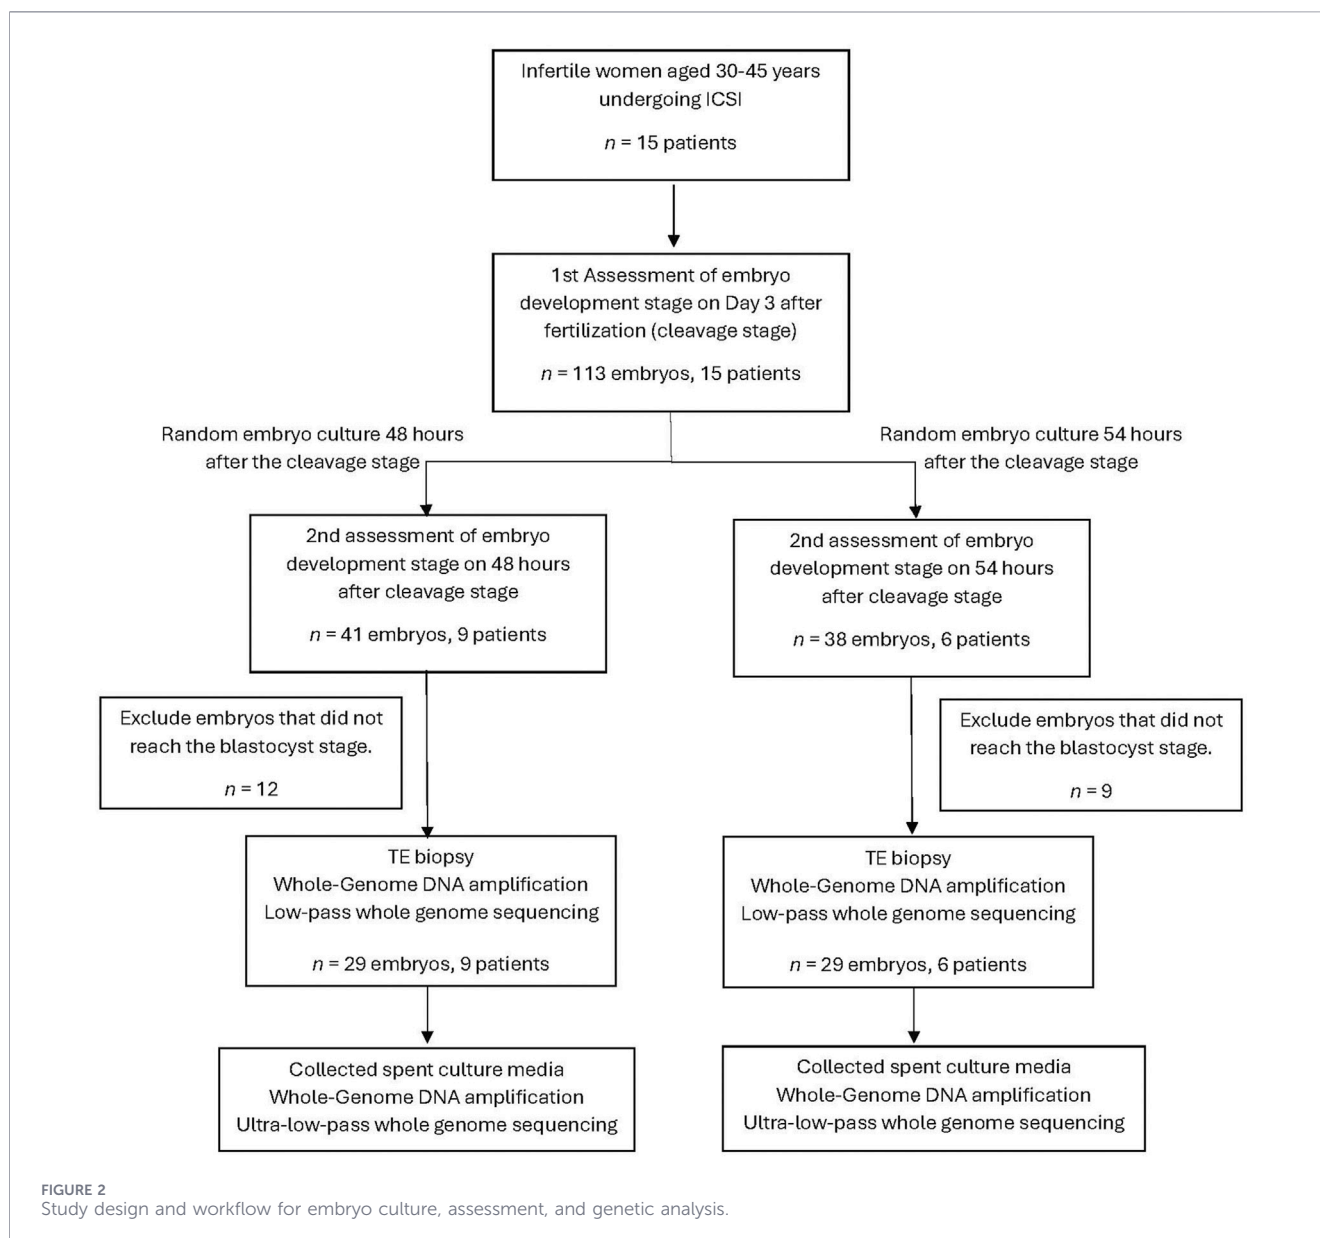 Infertile women aged 30-45 years
undergoing ICSI
n = 15 patients
1st Assessment of embryo
development stage on Day 3 after
fertilization (cleavage stage)
n = 113 embryos, 15 patients
Random embryo culture 48 hours
after the cleavage stage
Random embryo culture 54 hours
after the cleavage stage
2nd assessment of embryo
development stage on 48 hours
after cleavage stage
n = 41 embryos, 9 patients
2nd assessment of embryo
development stage on 54 hours
after cleavage stage
n = 38 embryos, 6 patients
Exclude embryos that did not
reach the blastocyst stage.
n = 12
Exclude embryos that did not
reach the blastocyst stage.
n = 9
TE biopsy
Whole-Genome DNA amplification
Low-pass whole genome sequencing
n = 29 embryos, 9 patients
TE biopsy
Whole-Genome DNA amplification
Low-pass whole genome sequencing
n = 29 embryos, 6 patients
Collected spent culture media
Whole-Genome DNA amplification
Ultra-low-pass whole genome sequencing
Collected spent culture media
Whole-Genome DNA amplification
Ultra-low-pass whole genome sequencing
FIGURE 2
Study design and workflow for embryo culture, assessment, and genetic analysis.